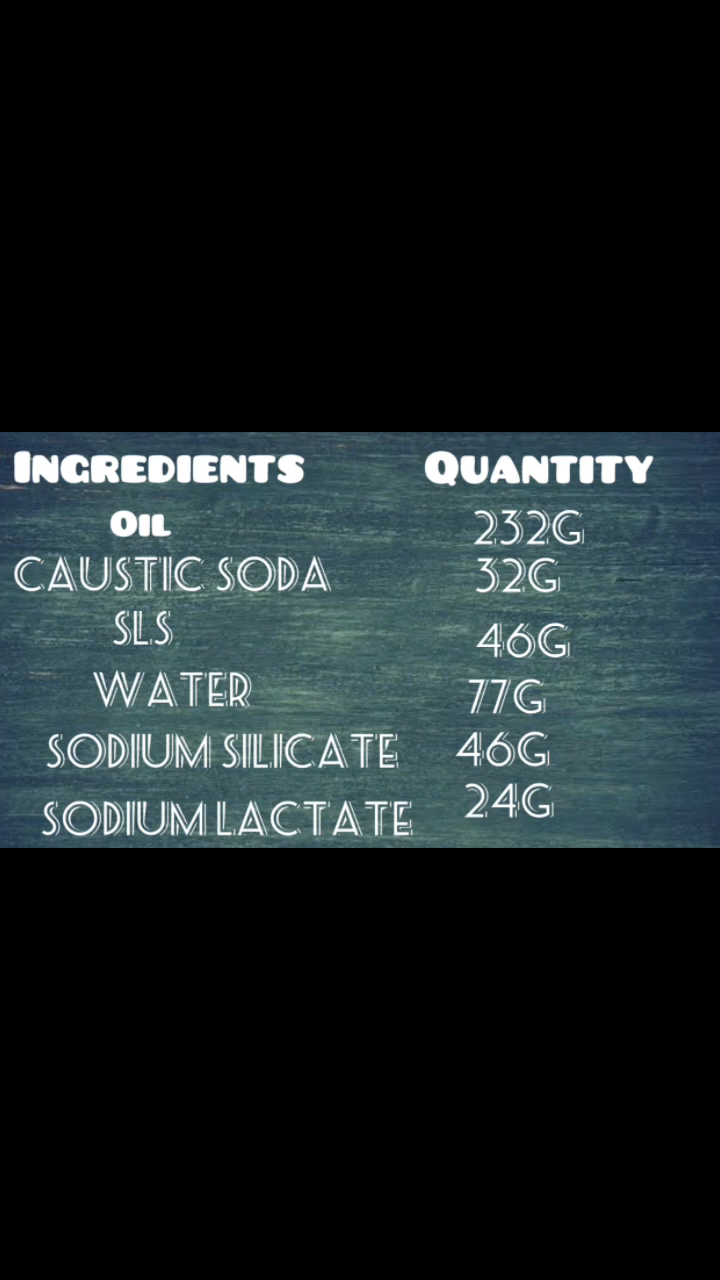 INGREDIENTS QUANTITY
OIL 232G
CAUSTIC SODA 32G
SLS 46G
WATER 77G
SODIUM SILICATE 46G
SODIUM LACTATE 24G